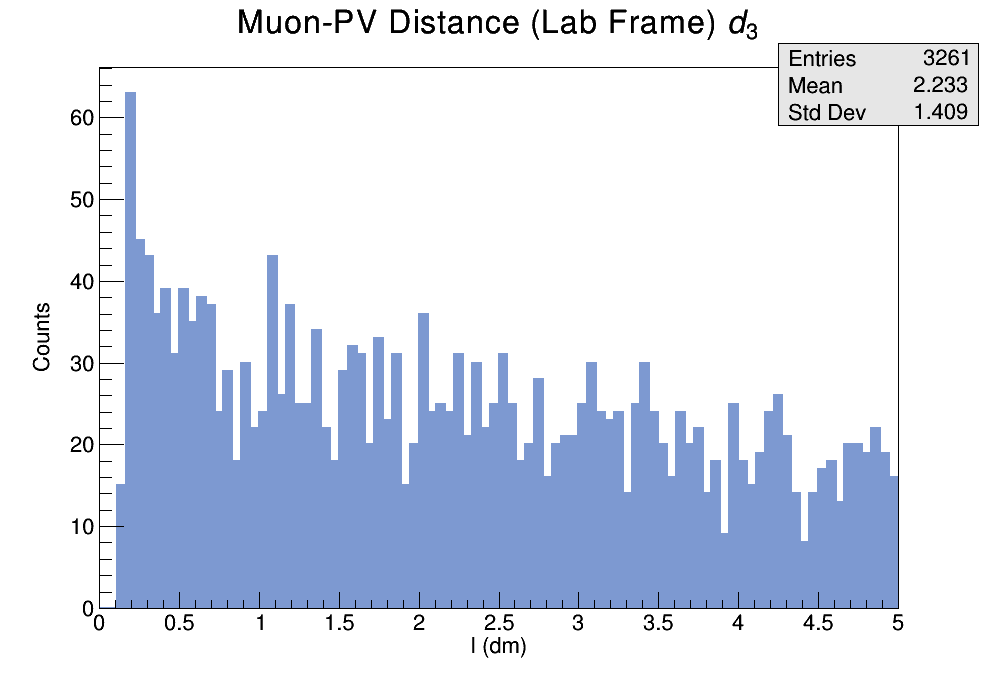 Muon-PV Distance (Lab Frame) d3
Entries 3261
Mean 2.233
Std Dev 1.409
Counts
60
50
40
30
20
10
0
0 0.5 1 1.5 2 2.5 3 3.5 4 4.5 5
l (dm)